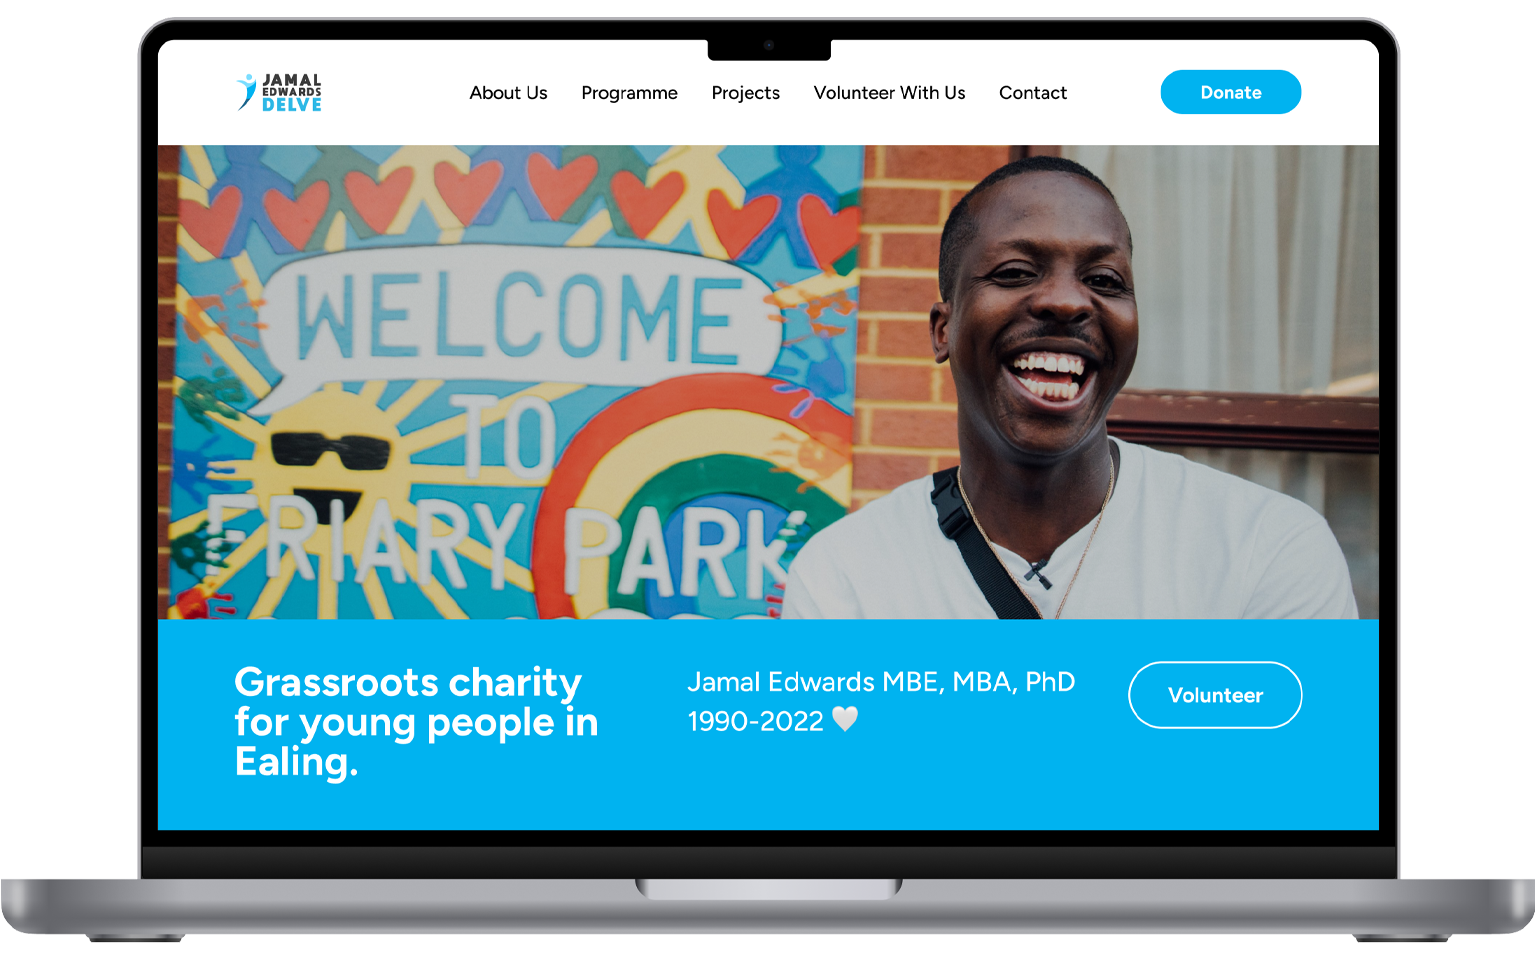 JAMAL
EDWARDS
DELVE
About Us
Programme
Projects
Volunteer With Us
Contact
Donate
WELCOME
TO
FRIARY PARK
Grassroots charity
for young people in
Ealing.
Jamal Edwards MBE, MBA, PhD
1990-2022 🤍
Volunteer